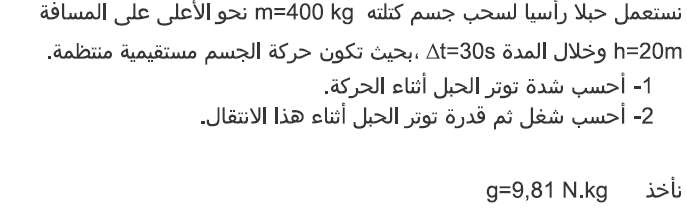 نستعمل حبلا رأسيا لسحب جسم كتلته m=400 kg نحو الأعلى على المسافة
h=20m وخلال المدة Δt=30s ،بحيث تكون حركة الجسم مستقيمية منتظمة.
1- أحسب شدة توتر الحبل أثناء الحركة.
2- أحسب شغل ثم قدرة توتر الحبل أثناء هذا الانتقال.
نأخذ g=9,81 N.kg